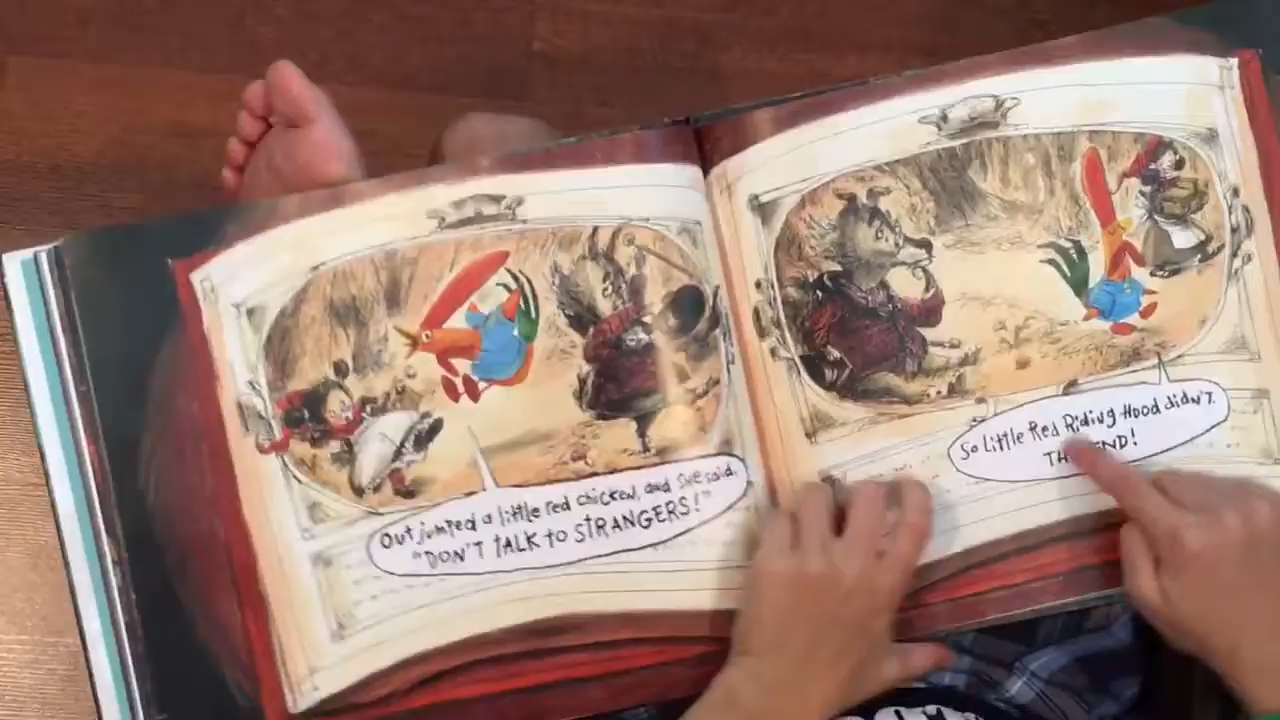 Out jumped a little red chicken, and she said,
"DON'T TALK to STRANGERS!"
So Little Red Riding Hood didn't.
END!